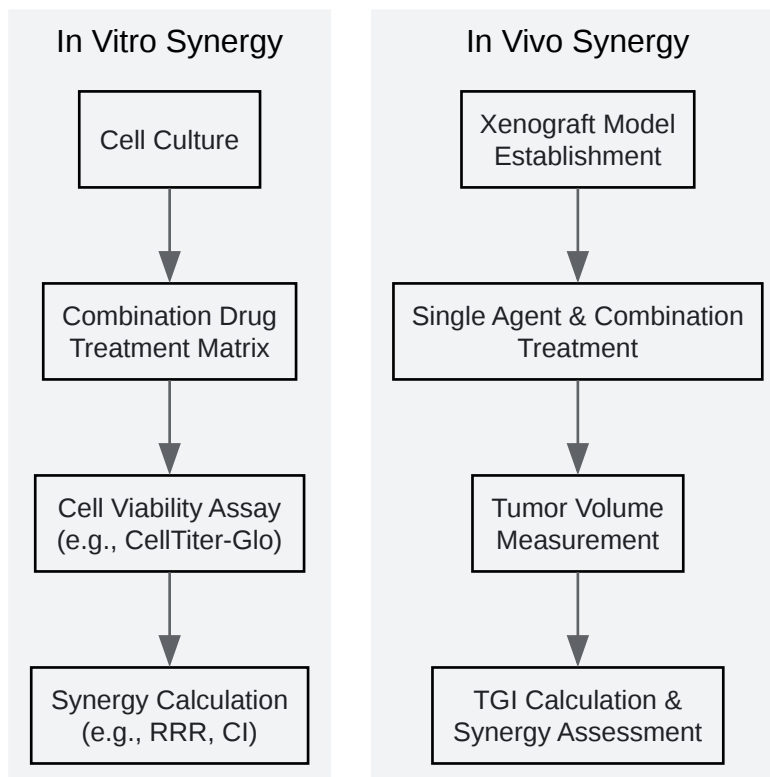 In Vitro Synergy
Cell Culture
Combination Drug
Treatment Matrix
Cell Viability Assay
(e.g., CellTiter-Glo)
Synergy Calculation
(e.g., RRR, CI)
In Vivo Synergy
Xenograft Model
Establishment
Single Agent & Combination
Treatment
Tumor Volume
Measurement
TGI Calculation &
Synergy Assessment